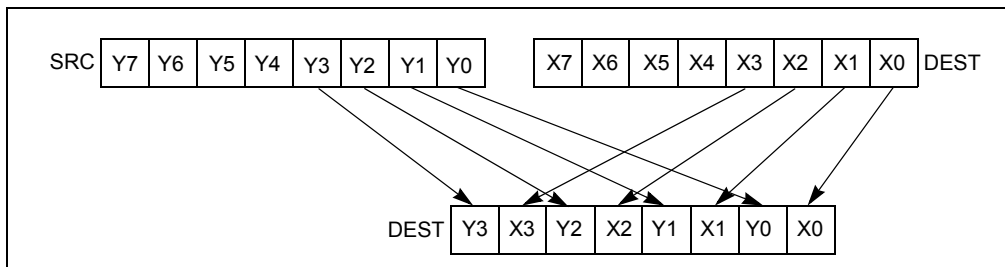 SRC Y7 Y6 Y5 Y4 Y3 Y2 Y1 Y0 X7 X6 X5 X4 X3 X2 X1 X0 DEST
DEST Y3 X3 Y2 X2 Y1 X1 Y0 X0